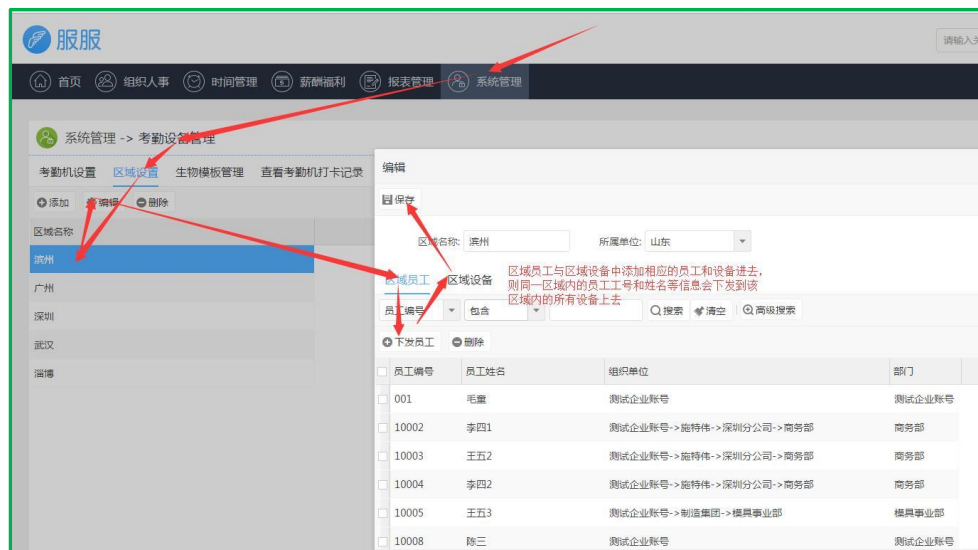 服服
请输入关
首页 组织人事 时间管理 薪酬福利 报表管理 系统管理
系统管理 -> 考勤设备管理
考勤机设置 区域设置 生物模板管理 查看考勤机打卡记录
添加 编辑 删除
区域名称
滨州
广州
深圳
武汉
淄博
编辑
保存
区域名称: 滨州 所属单位: 山东
区域员工 区域设备
区域员工与区域设备中添加相应的员工和设备进去,
则同一区域内的员工工号和姓名等信息会下发到该
区域内的所有设备上去
员工编号 包含 搜索 清空 高级搜索
下发员工 删除
员工编号 员工姓名 组织单位 部门
001 毛童 测试企业账号 测试企业账号
10002 李四1 测试企业账号->施特伟->深圳分公司->商务部 商务部
10003 王五2 测试企业账号->施特伟->深圳分公司->商务部 商务部
10004 李四2 测试企业账号->施特伟->深圳分公司->商务部 商务部
10005 王五3 测试企业账号->制造集团->模具事业部 模具事业部
10008 陈三 测试企业账号 测试企业账号